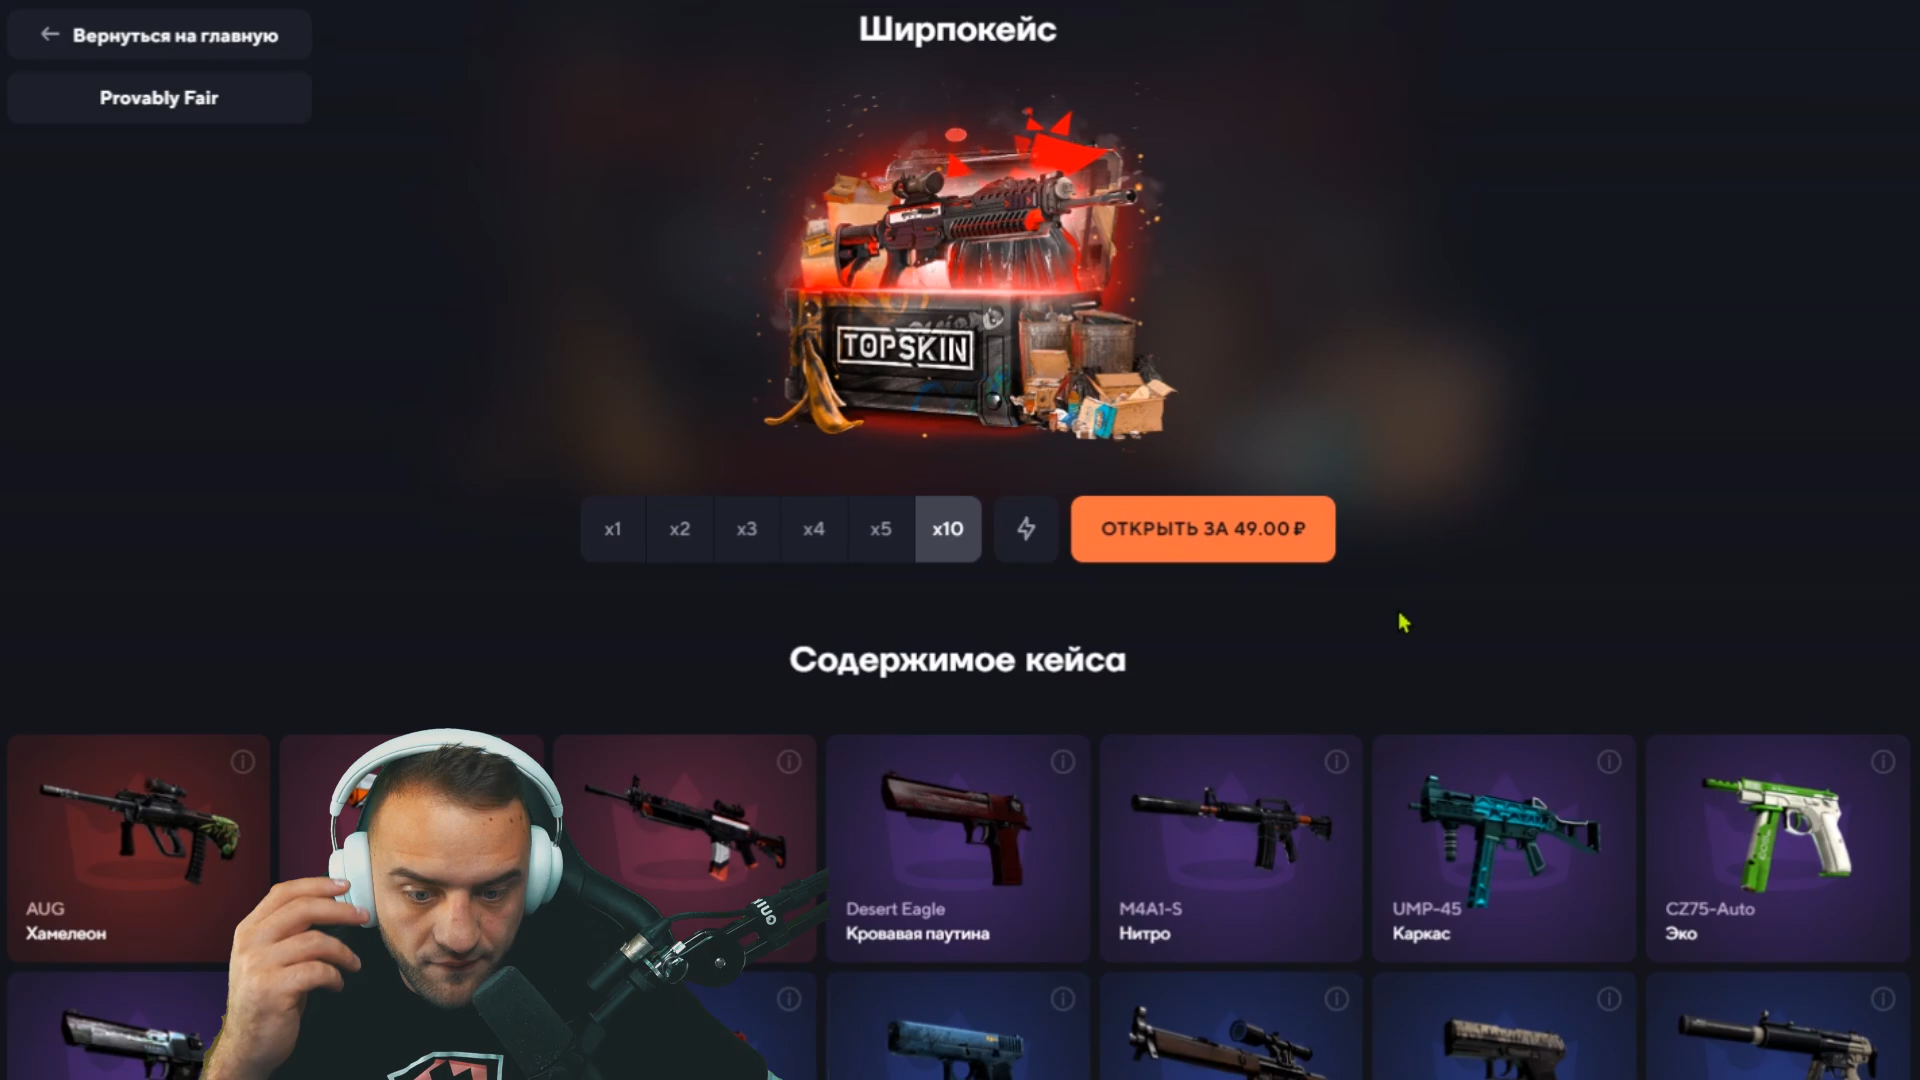 Вернуться на главную
Provably Fair
Ширпокейс
TOPSKIN
x1
x2
x3
x4
x5
x10
ОТКРЫТЬ ЗА 49.00 ₽
Содержимое кейса
AUG
Хамелеон
Desert Eagle
Кровавая паутина
M4A1-S
Нитро
UMP-45
Каркас
CZ75-Auto
Эко